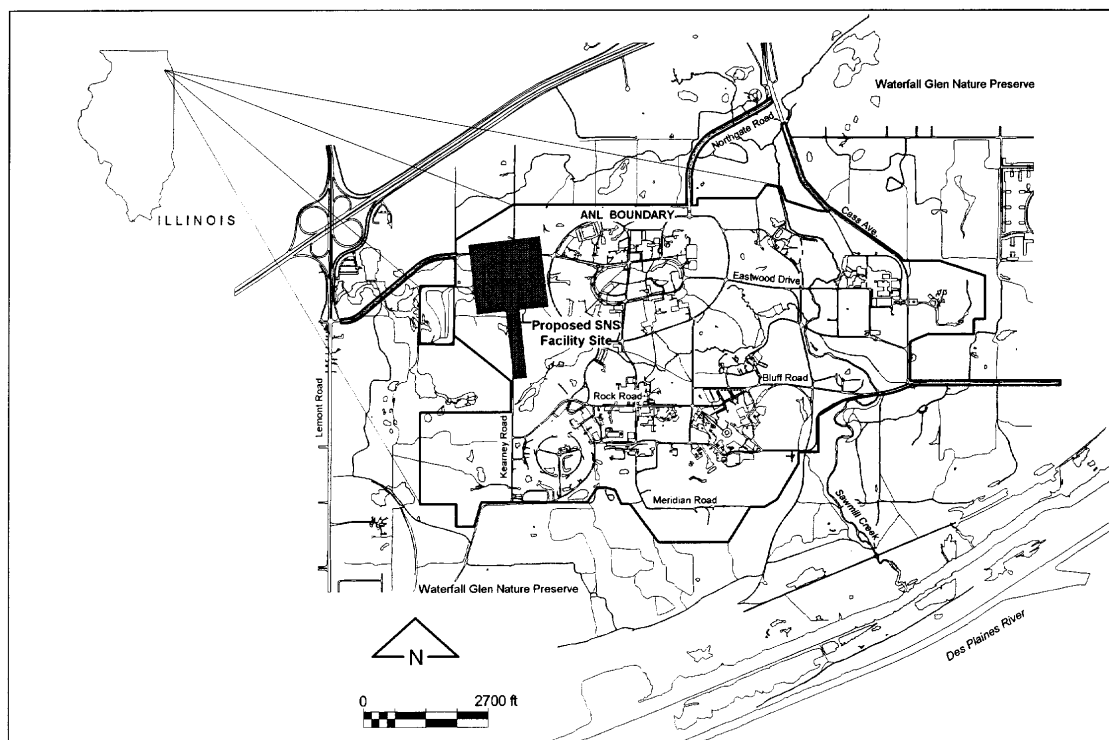 Waterfall Glen Nature Preserve
Northgate Road
ILLINOIS
ANL BOUNDARY
Cass Ave.
Eastwood Drive
Proposed SNS
Facility Site
Lemont Road
Bluff Road
Rock Road
Kearney Road
Meridian Road
Sawmill Creek
Waterfall Glen Nature Preserve
Des Plaines River
N
0 2700 ft